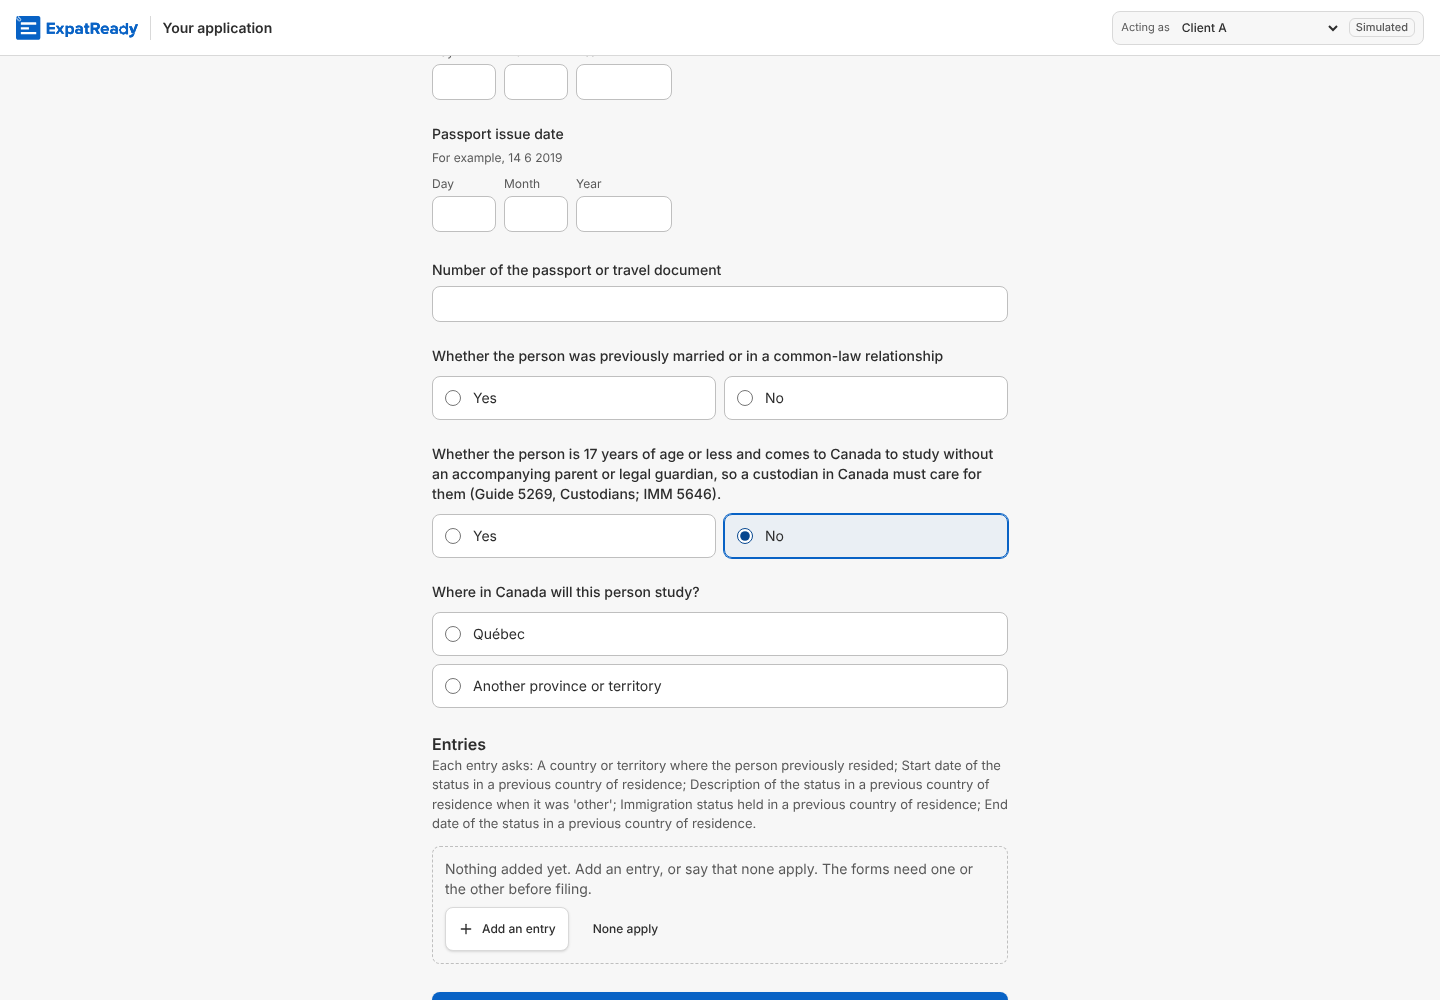 ExpatReady
Your application
Acting as
Client A
Simulated
Passport issue date
For example, 14 6 2019
Day
Month
Year
Number of the passport or travel document
Whether the person was previously married or in a common-law relationship
Yes
No
Whether the person is 17 years of age or less and comes to Canada to study without
an accompanying parent or legal guardian, so a custodian in Canada must care for
them (Guide 5269, Custodians; IMM 5646).
Yes
No
Where in Canada will this person study?
Québec
Another province or territory
Entries
Each entry asks: A country or territory where the person previously resided; Start date of the
status in a previous country of residence; Description of the status in a previous country of
residence when it was 'other'; Immigration status held in a previous country of residence; End
date of the status in a previous country of residence.
Nothing added yet. Add an entry, or say that none apply. The forms need one or
the other before filing.
Add an entry
None apply